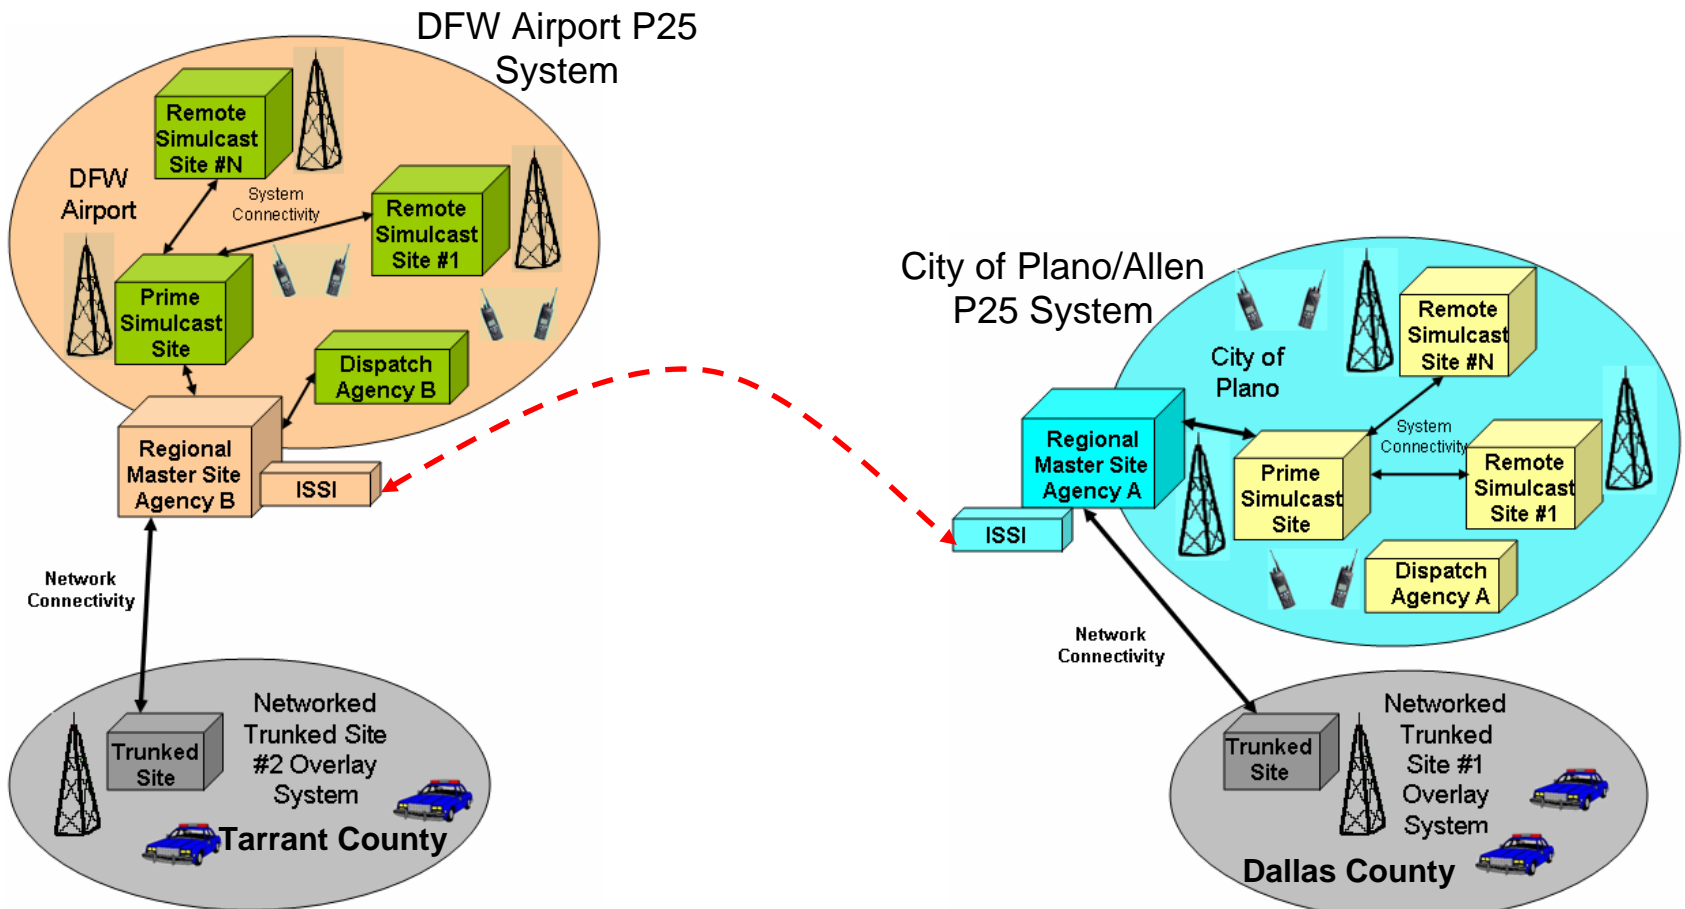 DFW Airport P25
System
Remote
Simulcast
Site #N
DFW
Airport
System
Connectivity
Remote
Simulcast
Site #1
Prime
Simulcast
Site
Dispatch
Agency B
Regional
Master Site
Agency B
ISSI
Network
Connectivity
Trunked
Site
Networked
Trunked Site
#2 Overlay
System
Tarrant County
City of Plano/Allen
P25 System
Remote
Simulcast
Site #N
City of
Plano
Regional
Master Site
Agency A
System
Connectivity
Prime
Simulcast
Site
Remote
Simulcast
Site #1
ISSI
Dispatch
Agency A
Network
Connectivity
Trunked
Site
Networked
Trunked
Site #1
Overlay
System
Dallas County